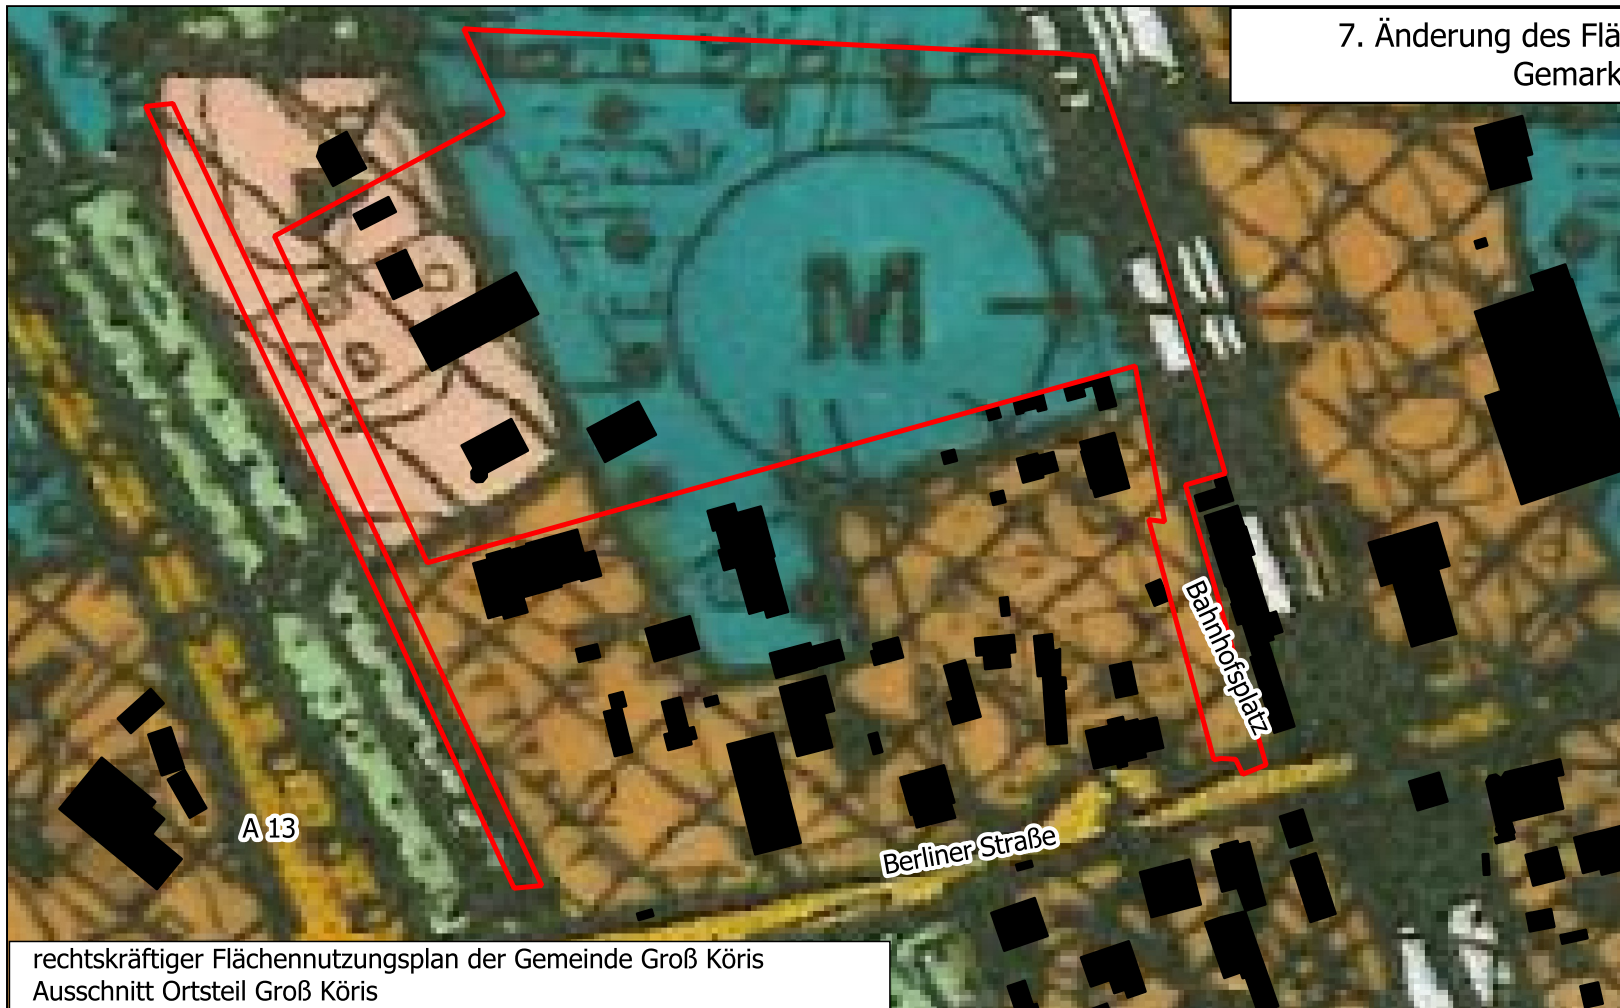 7. Änderung des Flä
Gemark
M
Bahnhofsplatz
A 13
Berliner Straße
rechtskräftiger Flächennutzungsplan der Gemeinde Groß Köris
Ausschnitt Ortsteil Groß Köris